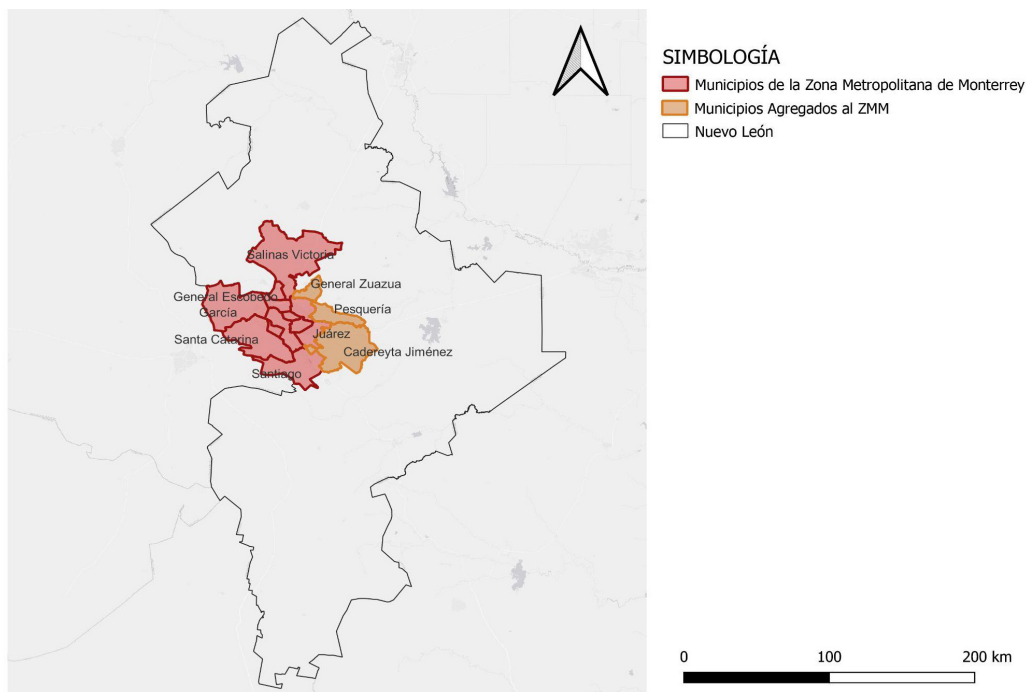 SIMBOLOGÍA
Municipios de la Zona Metropolitana de Monterrey
Municipios Agregados al ZMM
Nuevo León
Salinas Victoria
General Zuazua
General Escobedo
García
Pesquería
Juárez
Santa Catarina
Cadereyta Jiménez
Santiago
0 100 200 km